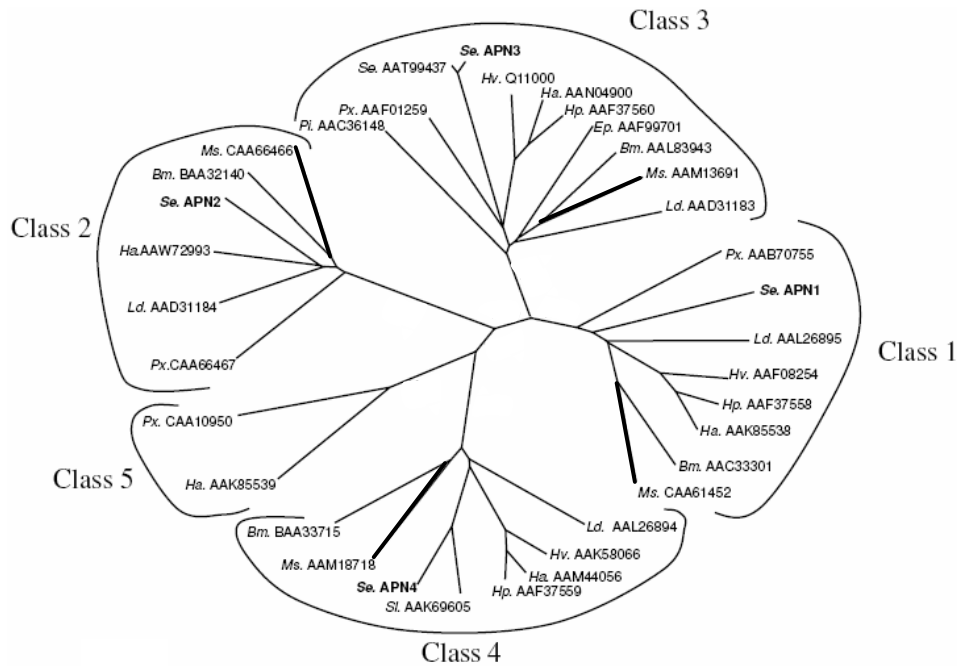 Class 3
Se. APN3
Se. AAT99437
Hv. Q11000
Ha. AAN04900
Px. AAF01259
Hp. AAF37560
Pi. AAC36148
Ep. AAF99701
Bm. AAL83943
Ms. AAM13691
Ld. AAD31183
Class 2
Ms. CAA66466
Bm. BAA32140
Se. APN2
Ha.AAW72993
Ld. AAD31184
Px.CAA66467
Class 1
Px. AAB70755
Se. APN1
Ld. AAL26895
Hv. AAF08254
Hp. AAF37558
Ha. AAK85538
Bm. AAC33301
Ms. CAA61452
Class 5
Px. CAA10950
Ha. AAK85539
Bm. BAA33715
Ms. AAM18718
Se. APN4
Sl. AAK69605
Ld. AAL26894
Hv. AAK58066
Ha. AAM44056
Hp. AAF37559
Class 4